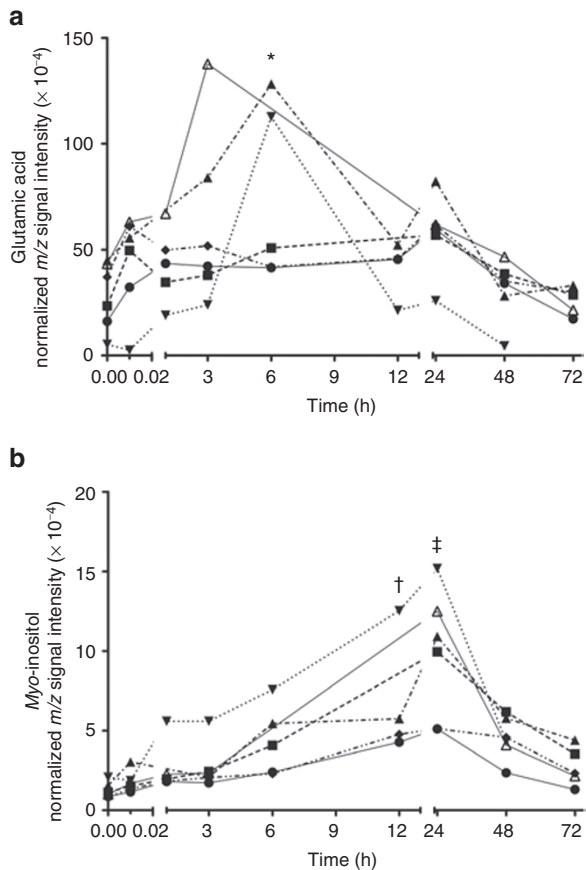 a
Glutamic acid
normalized m/z signal intensity (× 10⁻⁴)
150
100
50
0
*
0.00 0.02 3 6 9 12 24 48 72
Time (h)
b
Myo-inositol
normalized m/z signal intensity (× 10⁻⁴)
20
15
10
5
0
†
‡
0.00 0.02 3 6 9 12 24 48 72
Time (h)